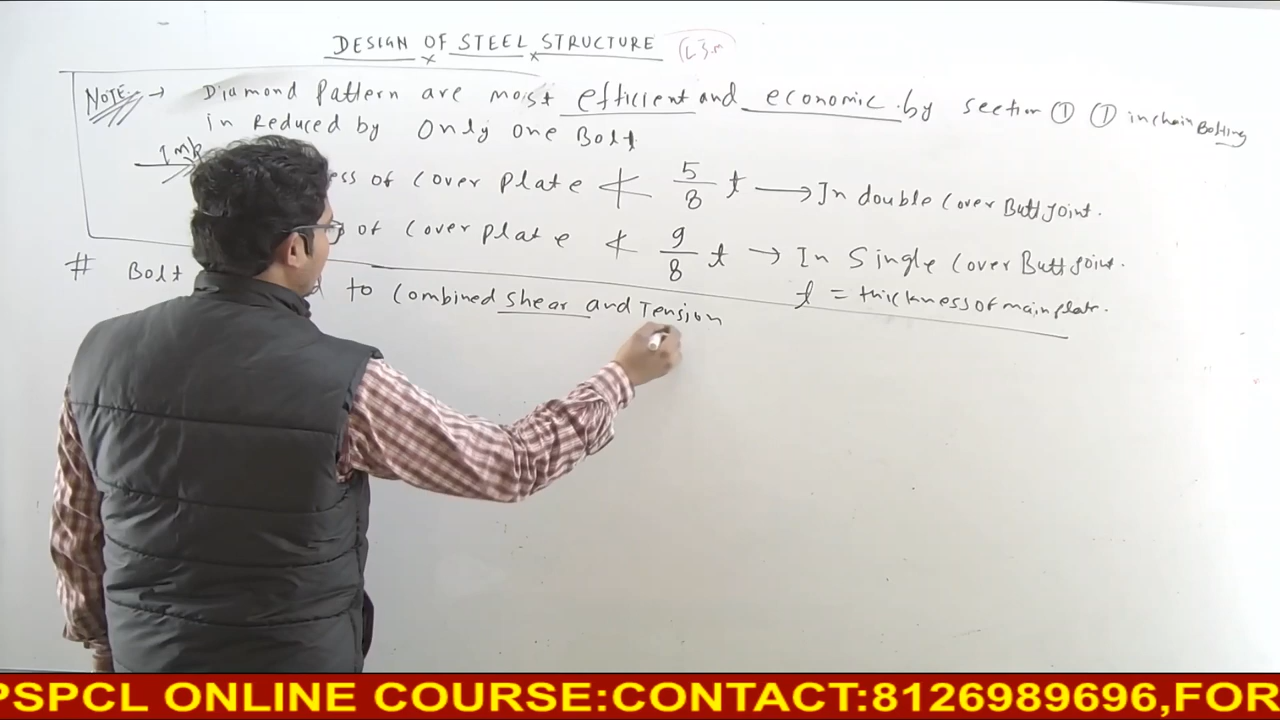 DESIGN OF STEEL STRUCTURE
NOTE → Diamond Pattern are most efficient and economic by section ① ① in chain Bolting
in Reduced by Only One Bolt
ess of Cover plate ≮ 5/8 t → In double Cover Butt Joint.
of Cover plate ≮ 9/8 t → In Single Cover Butt Joint.
t = thickness of main plate.
# Bolt to Combined Shear and Tension
PSPCL ONLINE COURSE:CONTACT:8126989696,FOR